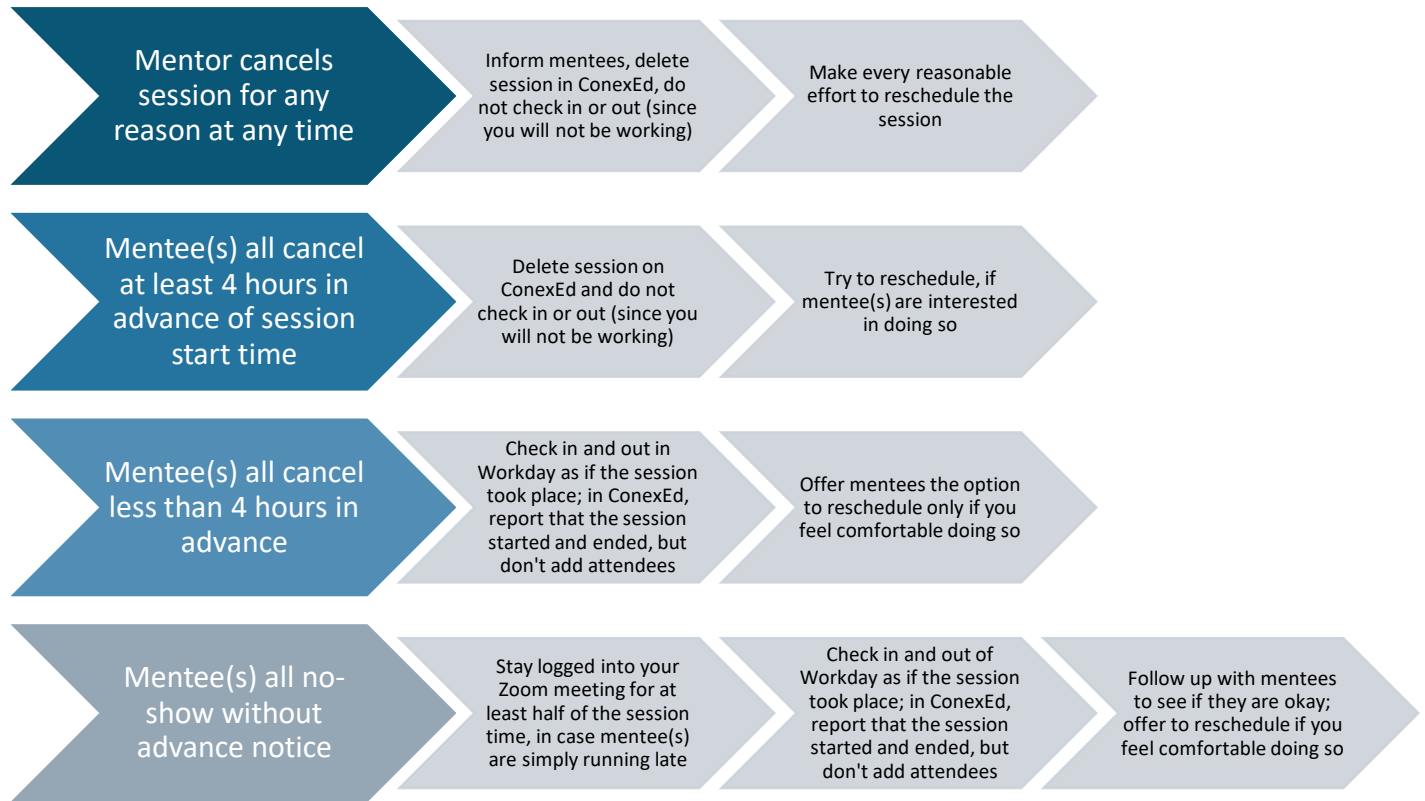 Mentor cancels
session for any
reason at any time
Inform mentees, delete
session in ConexEd, do
not check in or out (since
you will not be working)
Make every reasonable
effort to reschedule the
session
Mentee(s) all cancel
at least 4 hours in
advance of session
start time
Delete session on
ConexEd and do not
check in or out (since you
will not be working)
Try to reschedule, if
mentee(s) are interested
in doing so
Mentee(s) all cancel
less than 4 hours in
advance
Check in and out in
Workday as if the session
took place; in ConexEd,
report that the session
started and ended, but
don't add attendees
Offer mentees the option
to reschedule only if you
feel comfortable doing so
Mentee(s) all no-
show without
advance notice
Stay logged into your
Zoom meeting for at
least half of the session
time, in case mentee(s)
are simply running late
Check in and out of
Workday as if the session
took place; in ConexEd,
report that the session
started and ended, but
don't add attendees
Follow up with mentees
to see if they are okay;
offer to reschedule if you
feel comfortable doing so